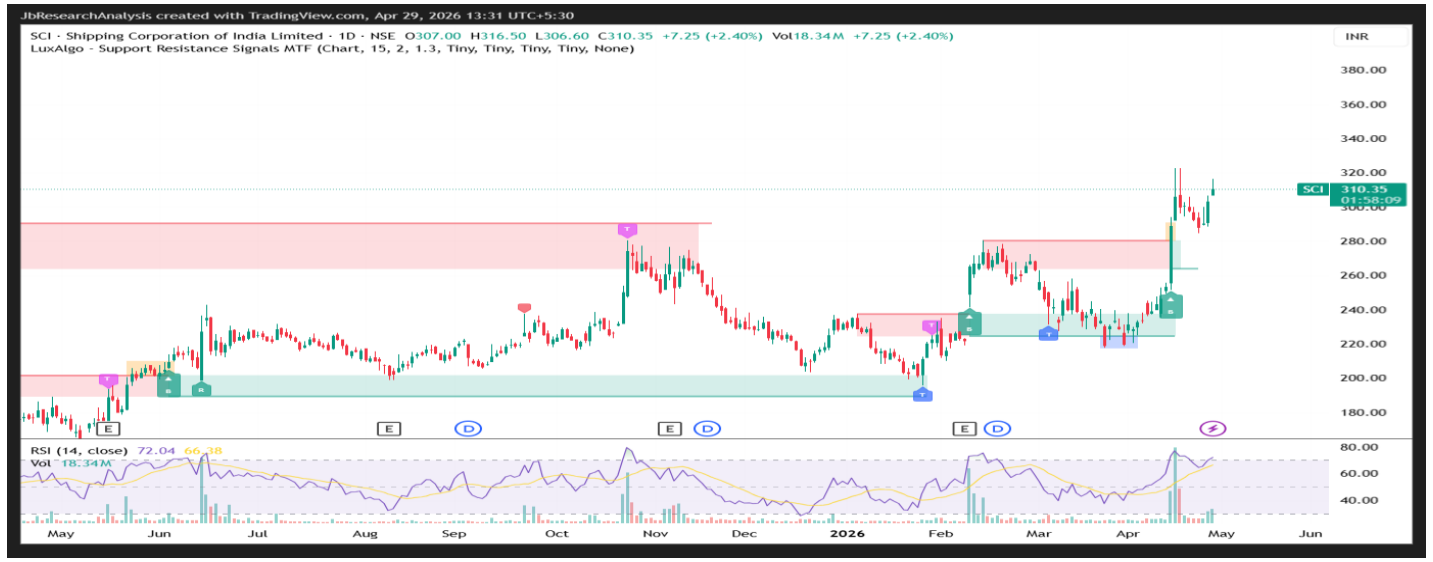 JbResearchAnalysis created with TradingView.com, Apr 29, 2026 13:31 UTC+5:30
SCI · Shipping Corporation of India Limited · 1D · NSE O307.00 H316.50 L306.60 C310.35 +7.25 (+2.40%) Vol18.34M +7.25 (+2.40%)
LuxAlgo - Support Resistance Signals MTF (Chart, 15, 2, 1.3, Tiny, Tiny, Tiny, Tiny, None)
INR
380.00
360.00
340.00
320.00
SCI 310.35
01:58:09
300.00
280.00
260.00
240.00
220.00
200.00
180.00
T
T
T
B
R
B
T
T
B
E
E
D
E
D
E
D
RSI (14, close) 72.04 66.38
Vol 18.34M
80.00
60.00
40.00
May Jun Jul Aug Sep Oct Nov Dec 2026 Feb Mar Apr May Jun